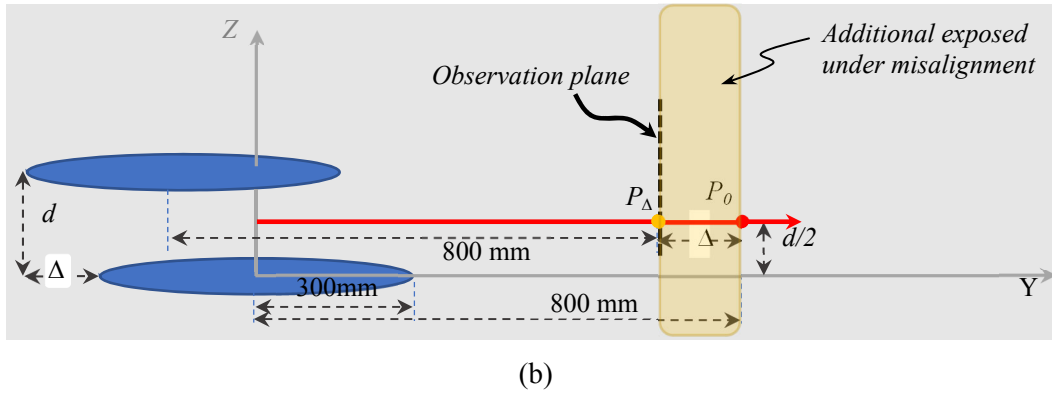 Z
Additional exposed
under misalignment
Observation plane
P_Δ
P_0
d
800 mm
Δ
d/2
Δ
300mm
800 mm
Y
(b)